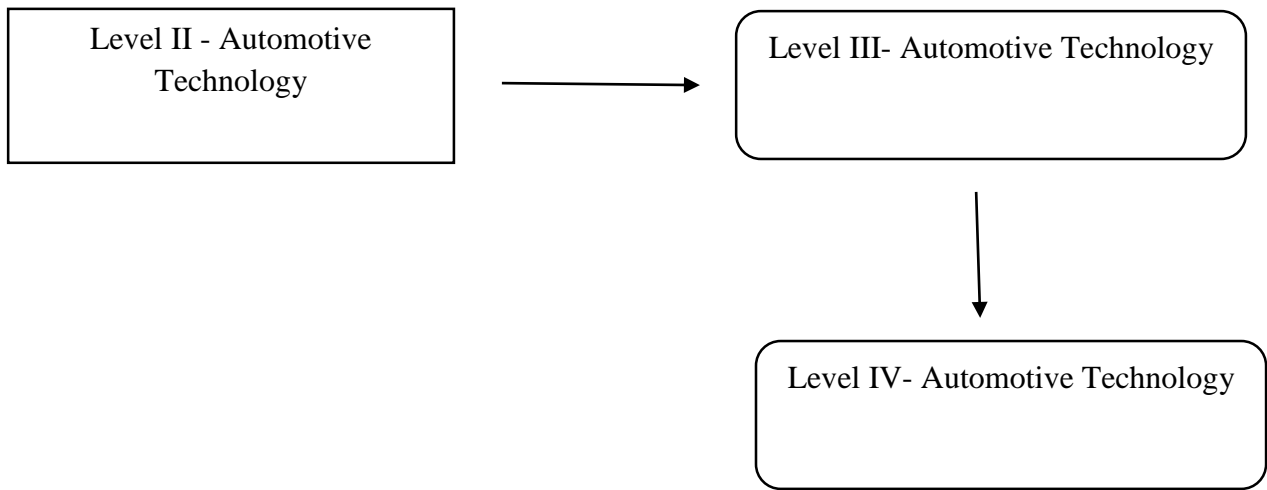 Level II - Automotive
Technology
Level III- Automotive Technology
Level IV- Automotive Technology